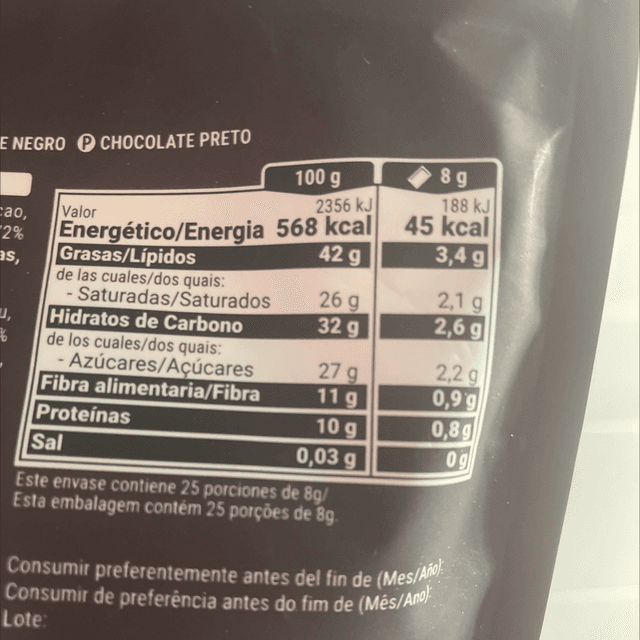 E NEGRO P CHOCOLATE PRETO
100 g 8 g
cao,
2%
as,
Valor 2356 kJ 188 kJ
Energético/Energia 568 kcal 45 kcal
Grasas/Lípidos 42 g 3,4 g
de las cuales/dos quais:
- Saturadas/Saturados 26 g 2,1 g
Hidratos de Carbono 32 g 2,6 g
de los cuales/dos quais:
- Azúcares/Açúcares 27 g 2,2 g
Fibra alimentaria/Fibra 11 g 0,9 g
Proteínas 10 g 0,8 g
Sal 0,03 g 0 g
Este envase contiene 25 porciones de 8g/
Esta embalagem contém 25 porções de 8g.
Consumir preferentemente antes del fin de (Mes/Año):
Consumir de preferência antes do fim de (Mês/Ano):
Lote: